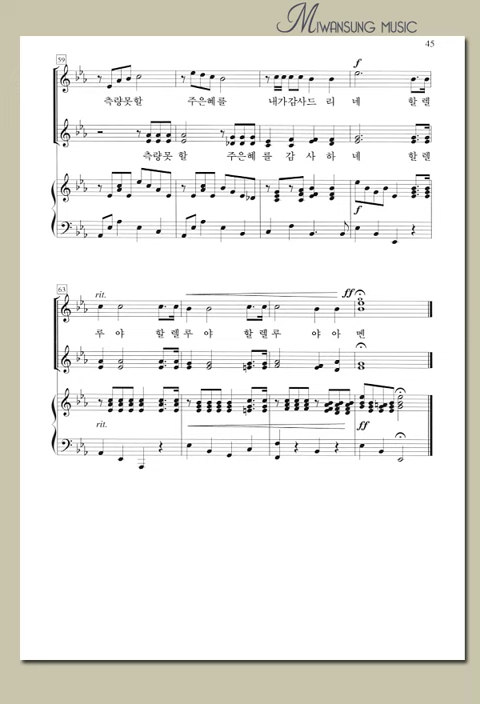 MIWANSUNG MUSIC
45
59
f
측량못할 주은혜를 내가감사드 리 네 할렐
측량못 할 주은혜 를 감 사 하 네 할렐
f
63
rit. ff
루 야 할렐루 야 할렐루 야아 멘
rit. ff